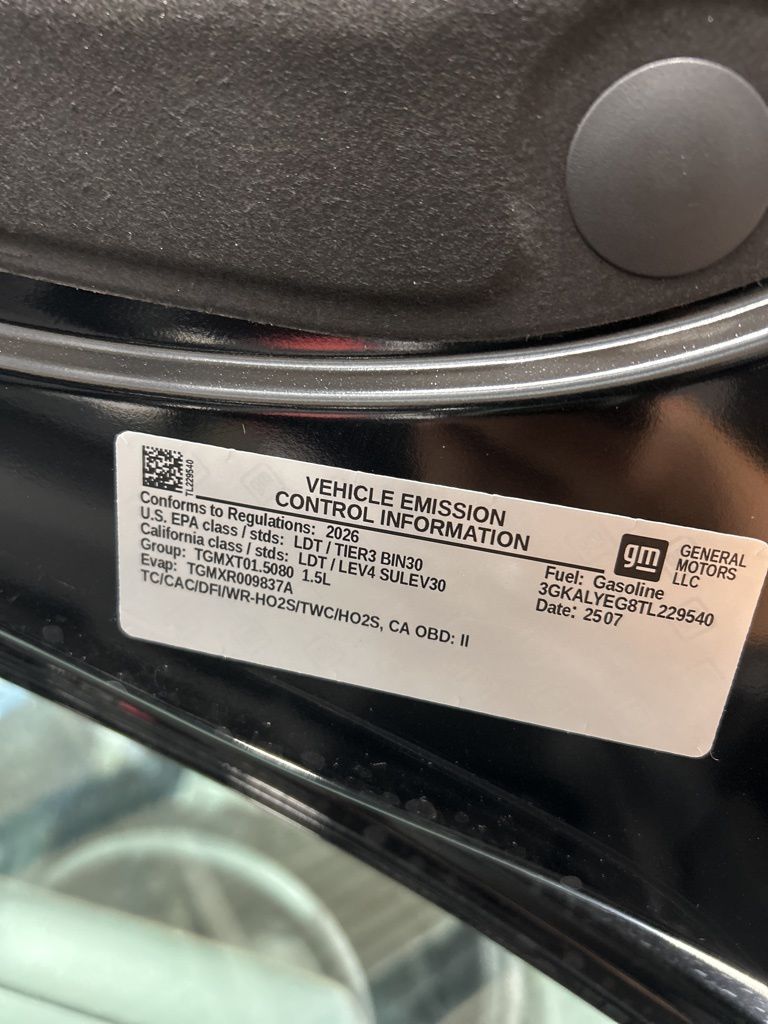 TL229540
VEHICLE EMISSION
CONTROL INFORMATION
Conforms to Regulations: 2026
U.S. EPA class / stds: LDT / TIER3 BIN30
California class / stds: LDT / LEV4 SULEV30
Group: TGMXT01.5080 1.5L
Evap: TGMXR009837A
TC/CAC/DFI/WR-HO2S/TWC/HO2S, CA OBD: II
gm
GENERAL
MOTORS
LLC
Fuel: Gasoline
3GKALYEG8TL229540
Date: 2507